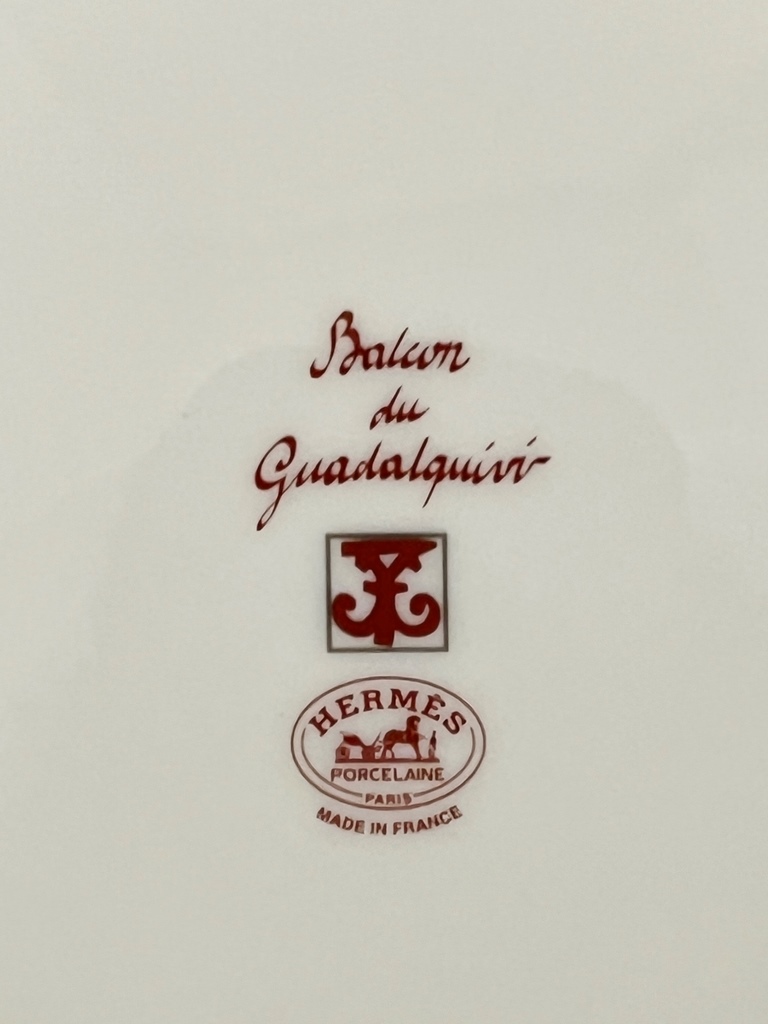 Balcon
du
Guadalquivir
HERMÈS
PORCELAINE
PARIS
MADE IN FRANCE